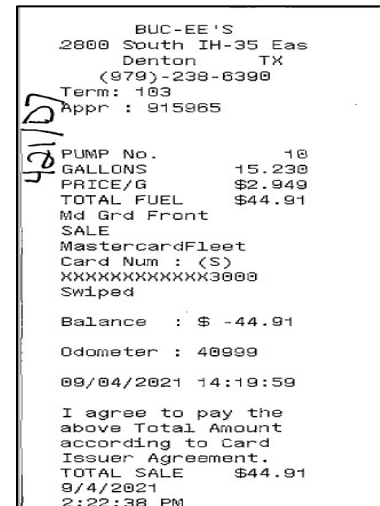 BUC-EE'S
2800 South IH-35 Eas
Denton TX
(979)-238-6390
Term: 103
Appr : 915965
PUMP No. 10
GALLONS 15.230
PRICE/G $2.949
TOTAL FUEL $44.91
Md Grd Front
SALE
MastercardFleet
Card Num : (S)
XXXXXXXXXXXX3000
Swiped
Balance : $ -44.91
Odometer : 40999
09/04/2021 14:19:59
I agree to pay the
above Total Amount
according to Card
Issuer Agreement.
TOTAL SALE $44.91
9/4/2021
2:22:38 PM